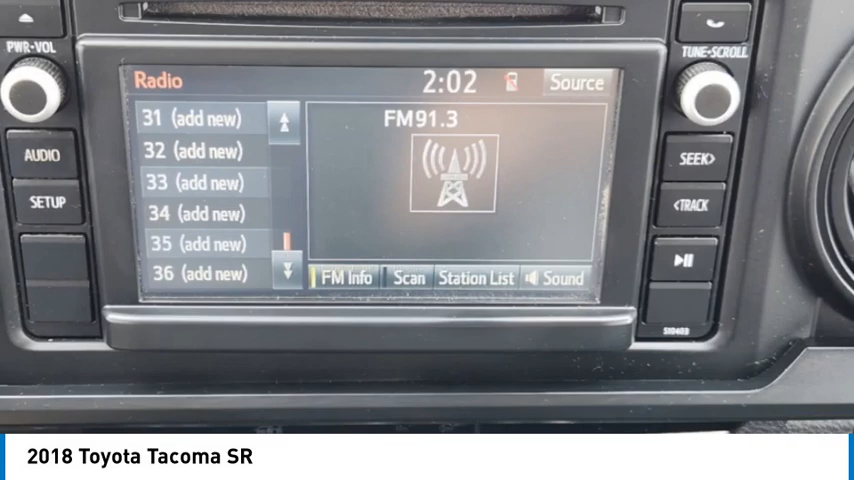 PWR•VOL
AUDIO
SETUP
Radio
2:02
Source
31 (add new)
32 (add new)
33 (add new)
34 (add new)
35 (add new)
36 (add new)
FM91.3
FM Info
Scan
Station List
Sound
TUNE•SCROLL
SEEK>
<TRACK
2018 Toyota Tacoma SR